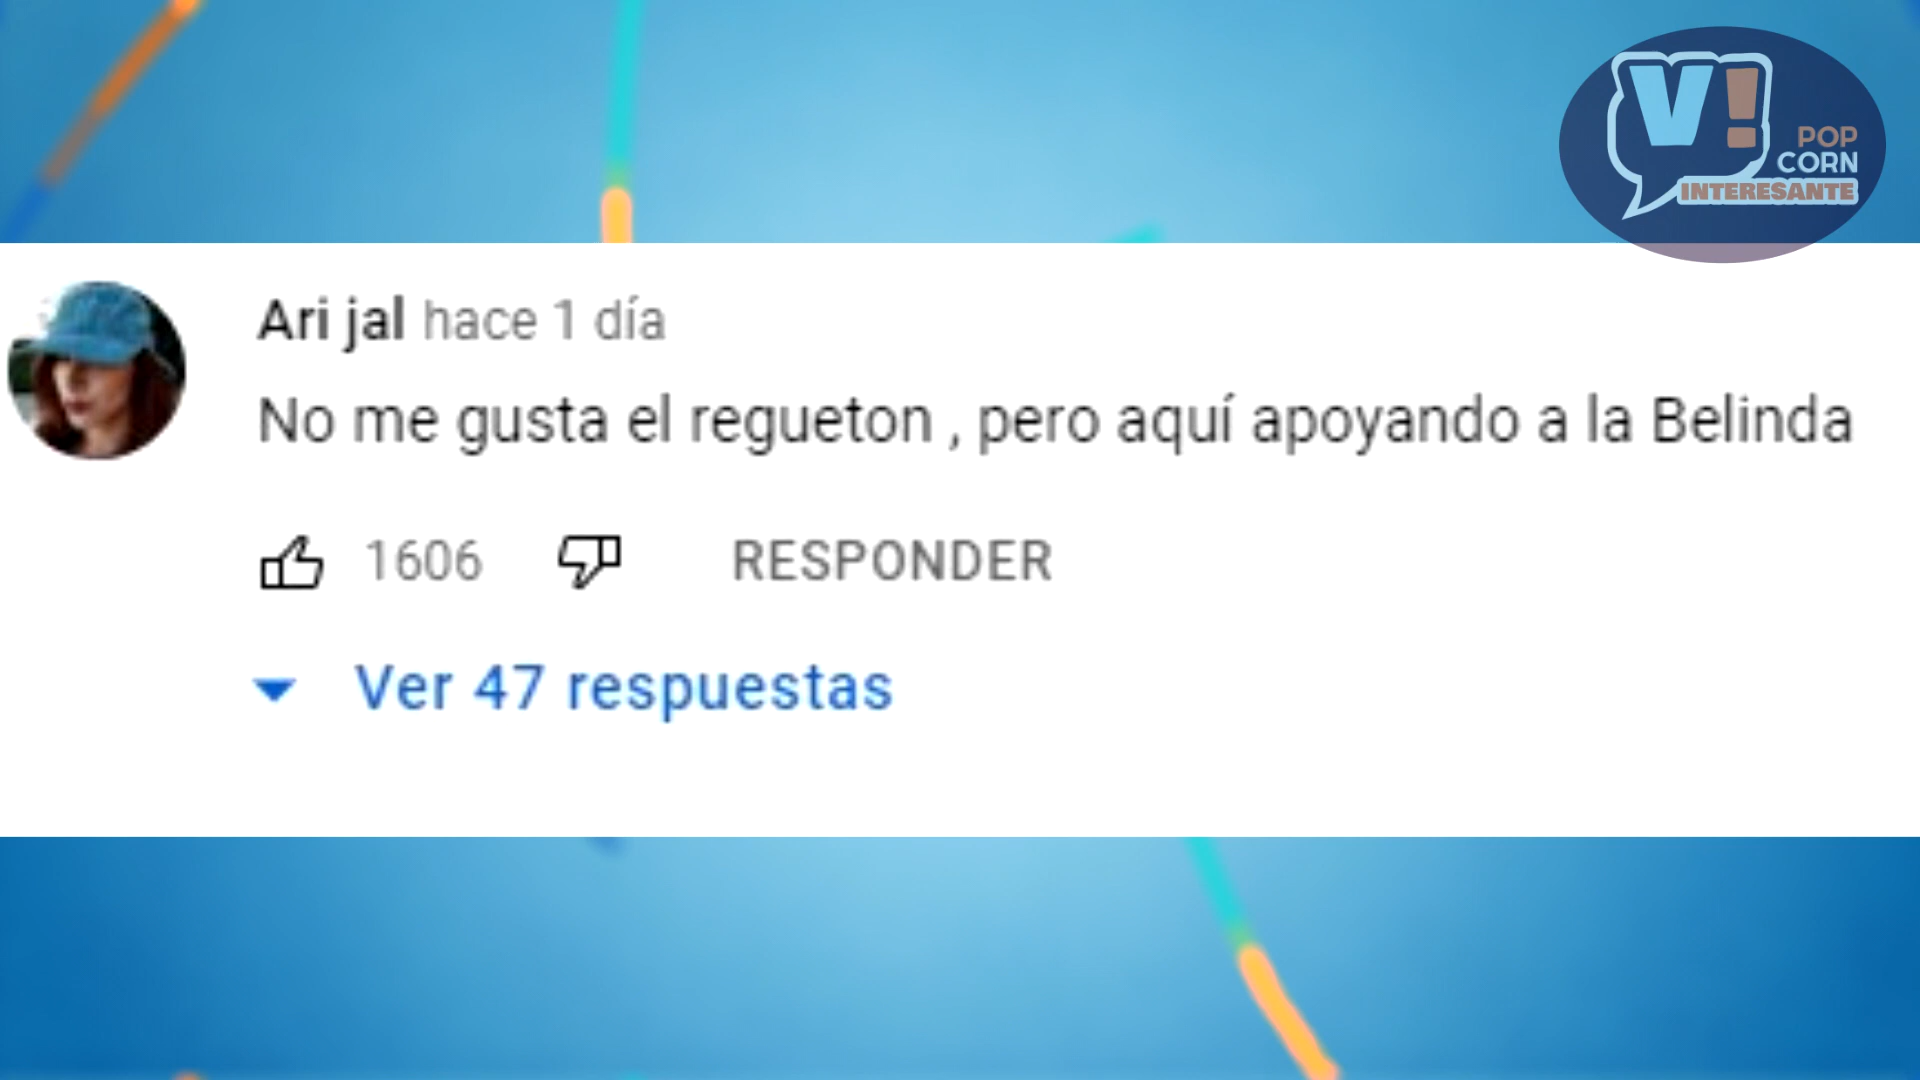 V!
POP
CORN
INTERESANTE
Ari jal hace 1 día
No me gusta el regueton , pero aquí apoyando a la Belinda
1606 RESPONDER
Ver 47 respuestas